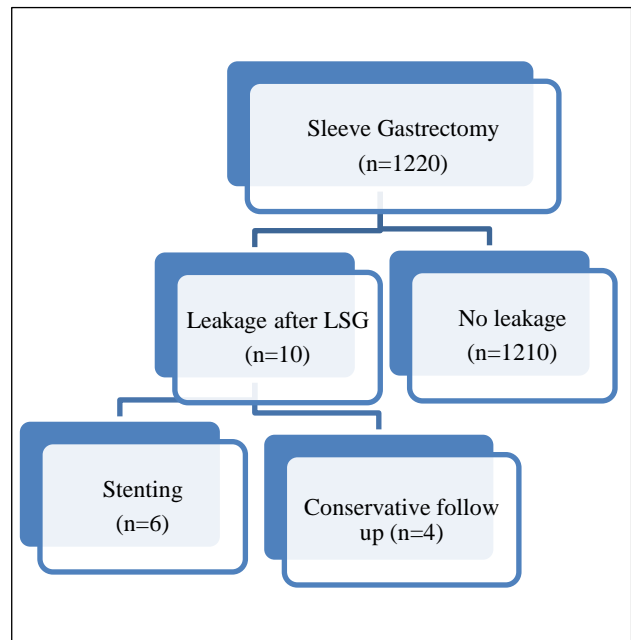 Sleeve Gastrectomy
(n=1220)
Leakage after LSG
(n=10)
No leakage
(n=1210)
Stenting
(n=6)
Conservative follow
up (n=4)